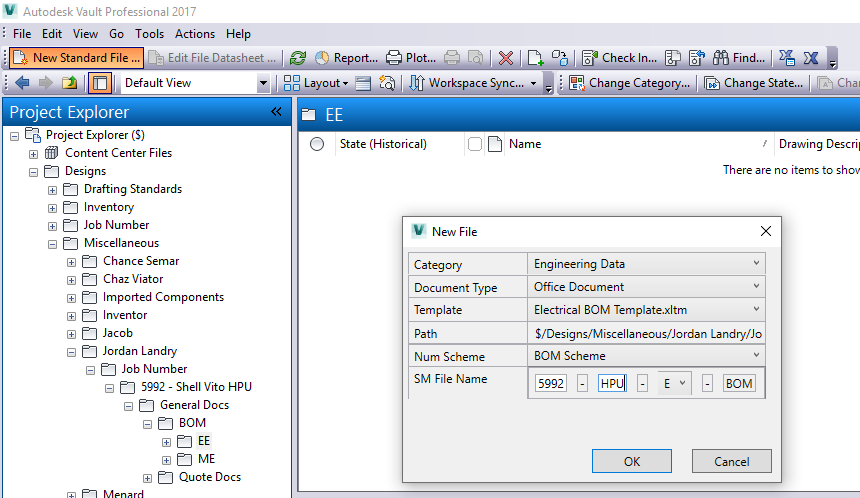 Autodesk Vault Professional 2017
File Edit View Go Tools Actions Help
New Standard File ... Edit File Datasheet ... Report... Plot... Check In... Find...
Default View Layout Workspace Sync... Change Category... Change State... Chan
Project Explorer
Project Explorer ($)
Content Center Files
Designs
Drafting Standards
Inventory
Job Number
Miscellaneous
Chance Semar
Chaz Viator
Imported Components
Inventor
Jacob
Jordan Landry
Job Number
5992 - Shell Vito HPU
General Docs
BOM
EE
ME
Quote Docs
Menard
EE
State (Historical) Name / Drawing Descrip
There are no items to show
New File
Category Engineering Data
Document Type Office Document
Template Electrical BOM Template.xltm
Path $/Designs/Miscellaneous/Jordan Landry/Jo
Num Scheme BOM Scheme
SM File Name 5992 - HPU - E - BOM
OK Cancel